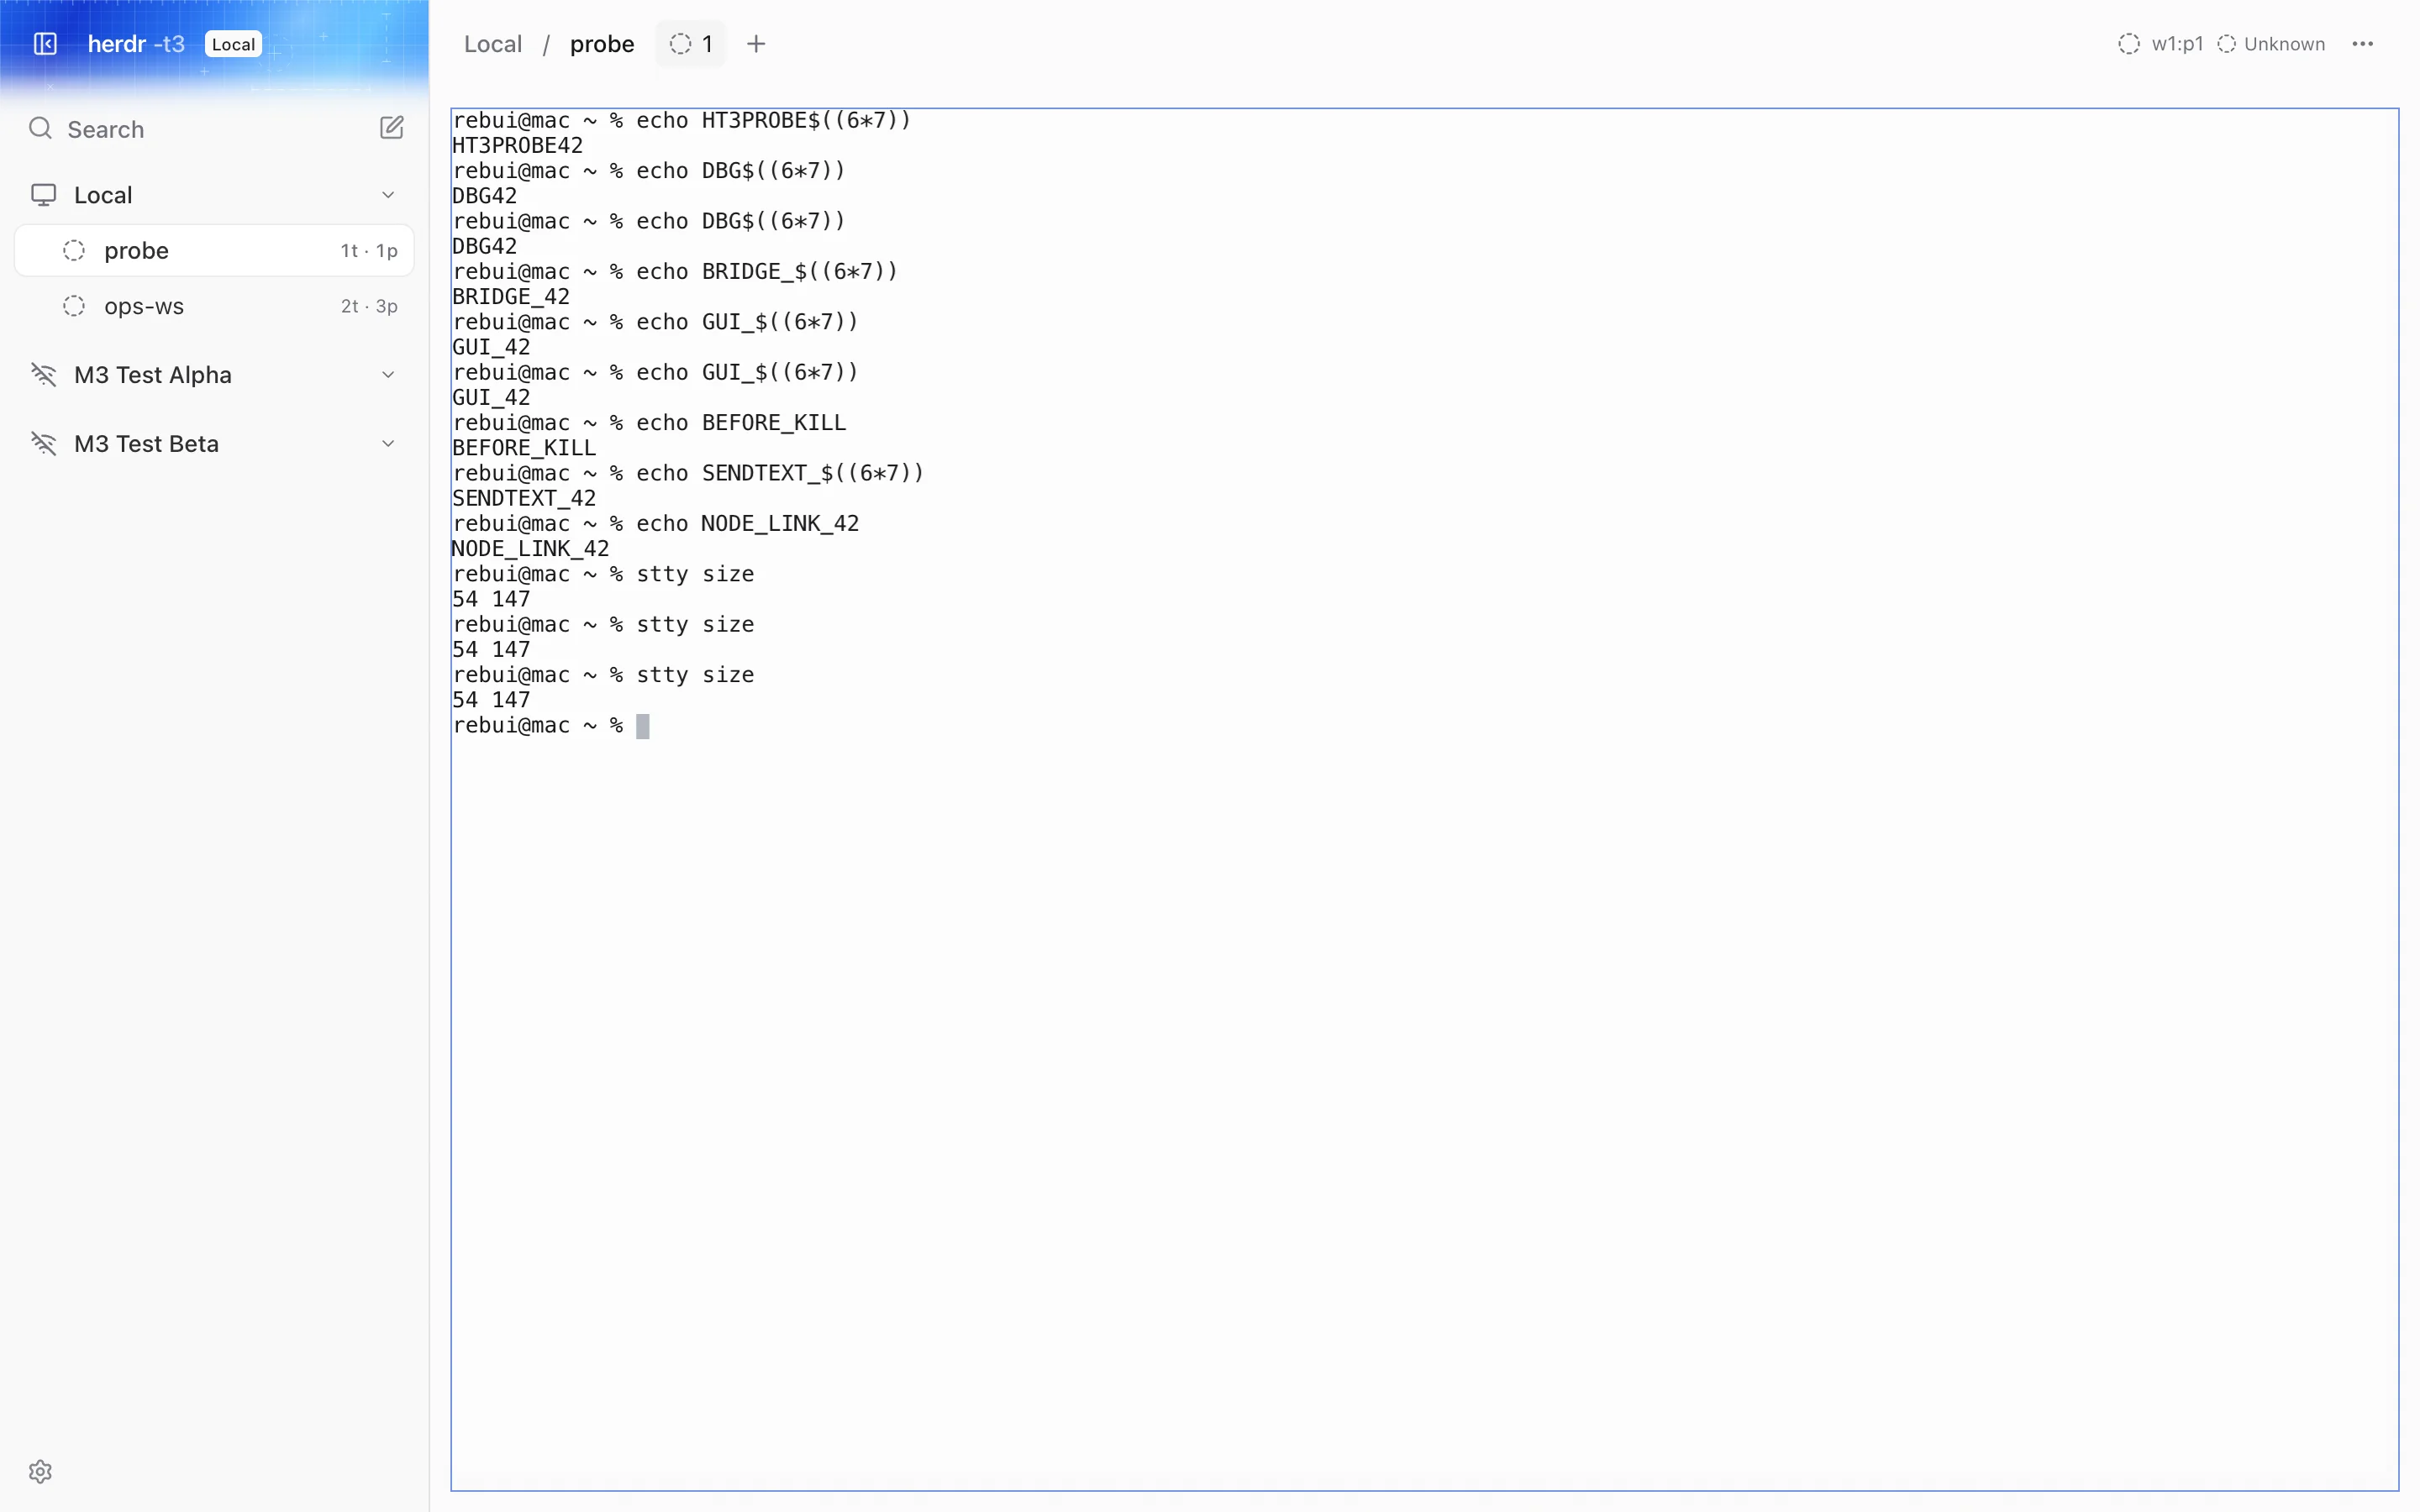 herdr -t3 Local
Search
Local
probe 1t · 1p
ops-ws 2t · 3p
M3 Test Alpha
M3 Test Beta
Local / probe 1 +
w1:p1 Unknown
rebui@mac ~ % echo HT3PROBE$((6*7))
HT3PROBE42
rebui@mac ~ % echo DBG$((6*7))
DBG42
rebui@mac ~ % echo DBG$((6*7))
DBG42
rebui@mac ~ % echo BRIDGE_$((6*7))
BRIDGE_42
rebui@mac ~ % echo GUI_$((6*7))
GUI_42
rebui@mac ~ % echo GUI_$((6*7))
GUI_42
rebui@mac ~ % echo BEFORE_KILL
BEFORE_KILL
rebui@mac ~ % echo SENDTEXT_$((6*7))
SENDTEXT_42
rebui@mac ~ % echo NODE_LINK_42
NODE_LINK_42
rebui@mac ~ % stty size
54 147
rebui@mac ~ % stty size
54 147
rebui@mac ~ % stty size
54 147
rebui@mac ~ %